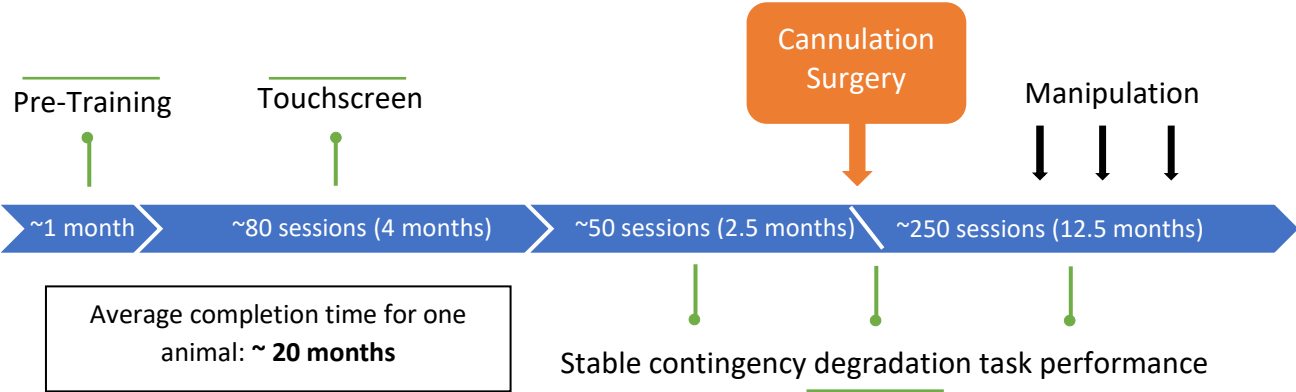 Cannulation
Surgery
Pre-Training
Touchscreen
Manipulation
~1 month
~80 sessions (4 months)
~50 sessions (2.5 months)
~250 sessions (12.5 months)
Average completion time for one
animal: ~ 20 months
Stable contingency degradation task performance